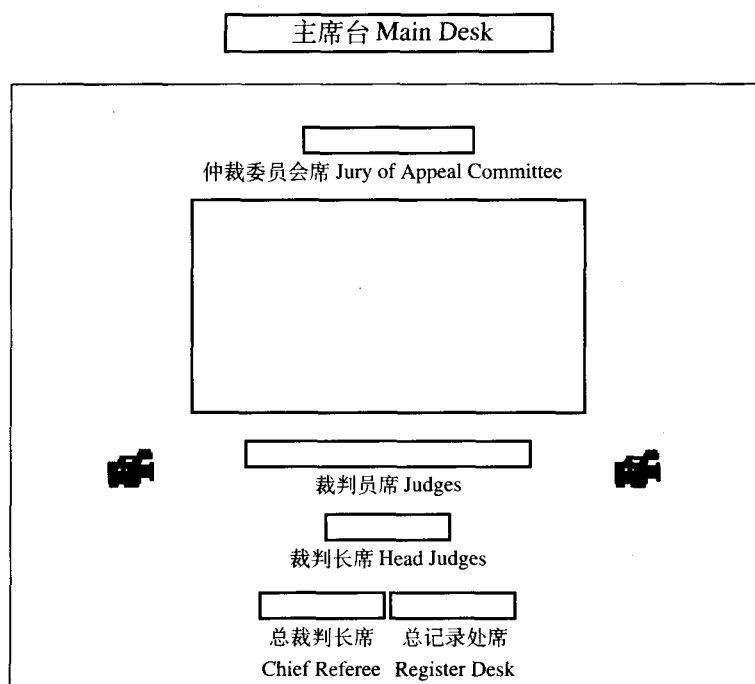 主席台 Main Desk
仲裁委员会席 Jury of Appeal Committee
裁判员席 Judges
裁判长席 Head Judges
总裁判长席 总记录处席
Chief Referee Register Desk